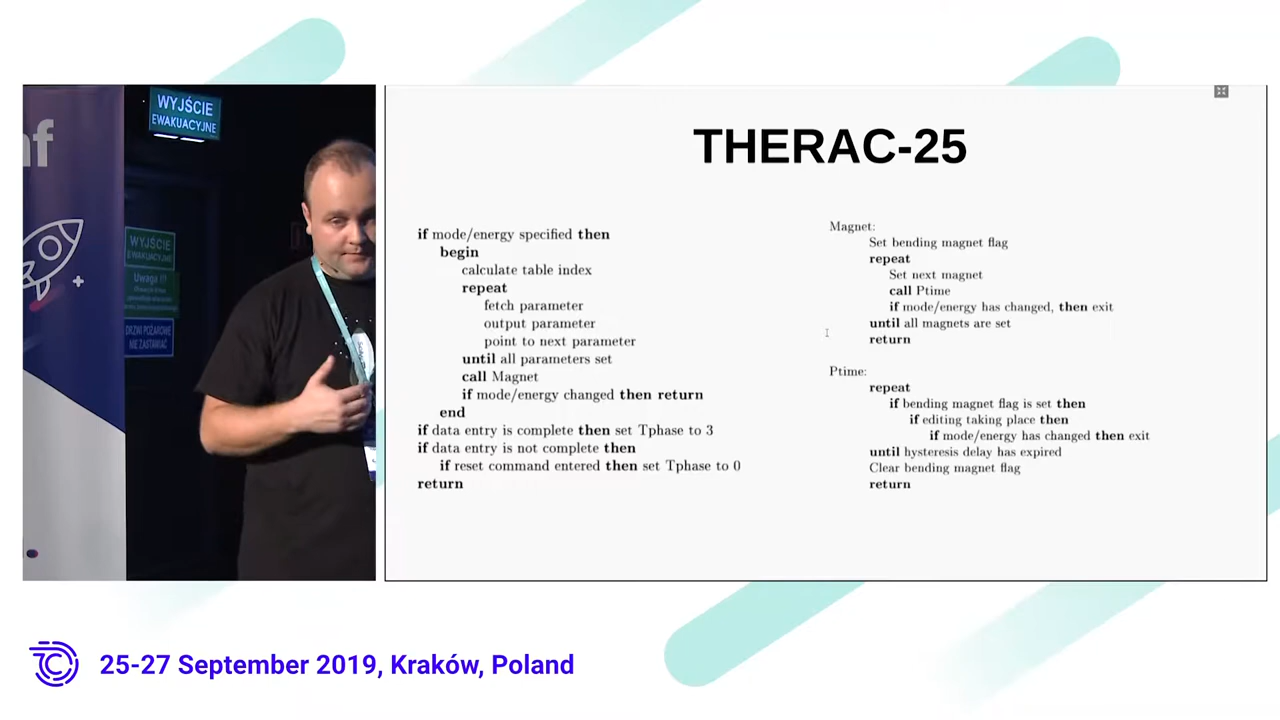 nf
WYJŚCIE
EWAKUACYJNE
WYJŚCIE
EWAKUACYJNE
Uwaga !!!
DRZWI POŻAROWE
NIE ZASTAWIAĆ
THERAC-25
if mode/energy specified then
begin
calculate table index
repeat
fetch parameter
output parameter
point to next parameter
until all parameters set
call Magnet
if mode/energy changed then return
end
if data entry is complete then set Tphase to 3
if data entry is not complete then
if reset command entered then set Tphase to 0
return
Magnet:
Set bending magnet flag
repeat
Set next magnet
call Ptime
if mode/energy has changed, then exit
until all magnets are set
return
Ptime:
repeat
if bending magnet flag is set then
if editing taking place then
if mode/energy has changed then exit
until hysteresis delay has expired
Clear bending magnet flag
return
25-27 September 2019, Kraków, Poland